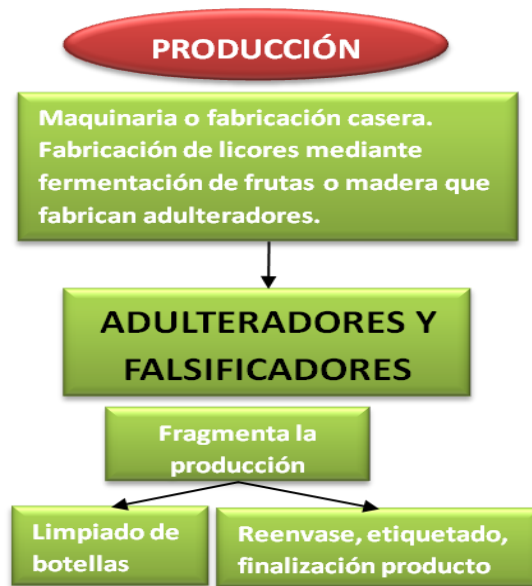 PRODUCCIÓN
Maquinaria o fabricación casera.
Fabricación de licores mediante
fermentación de frutas o madera que
fabrican adulteradores.
ADULTERADORES Y
FALSIFICADORES
Fragmenta la
producción
Limpiado de
botellas
Reenvase, etiquetado,
finalización producto